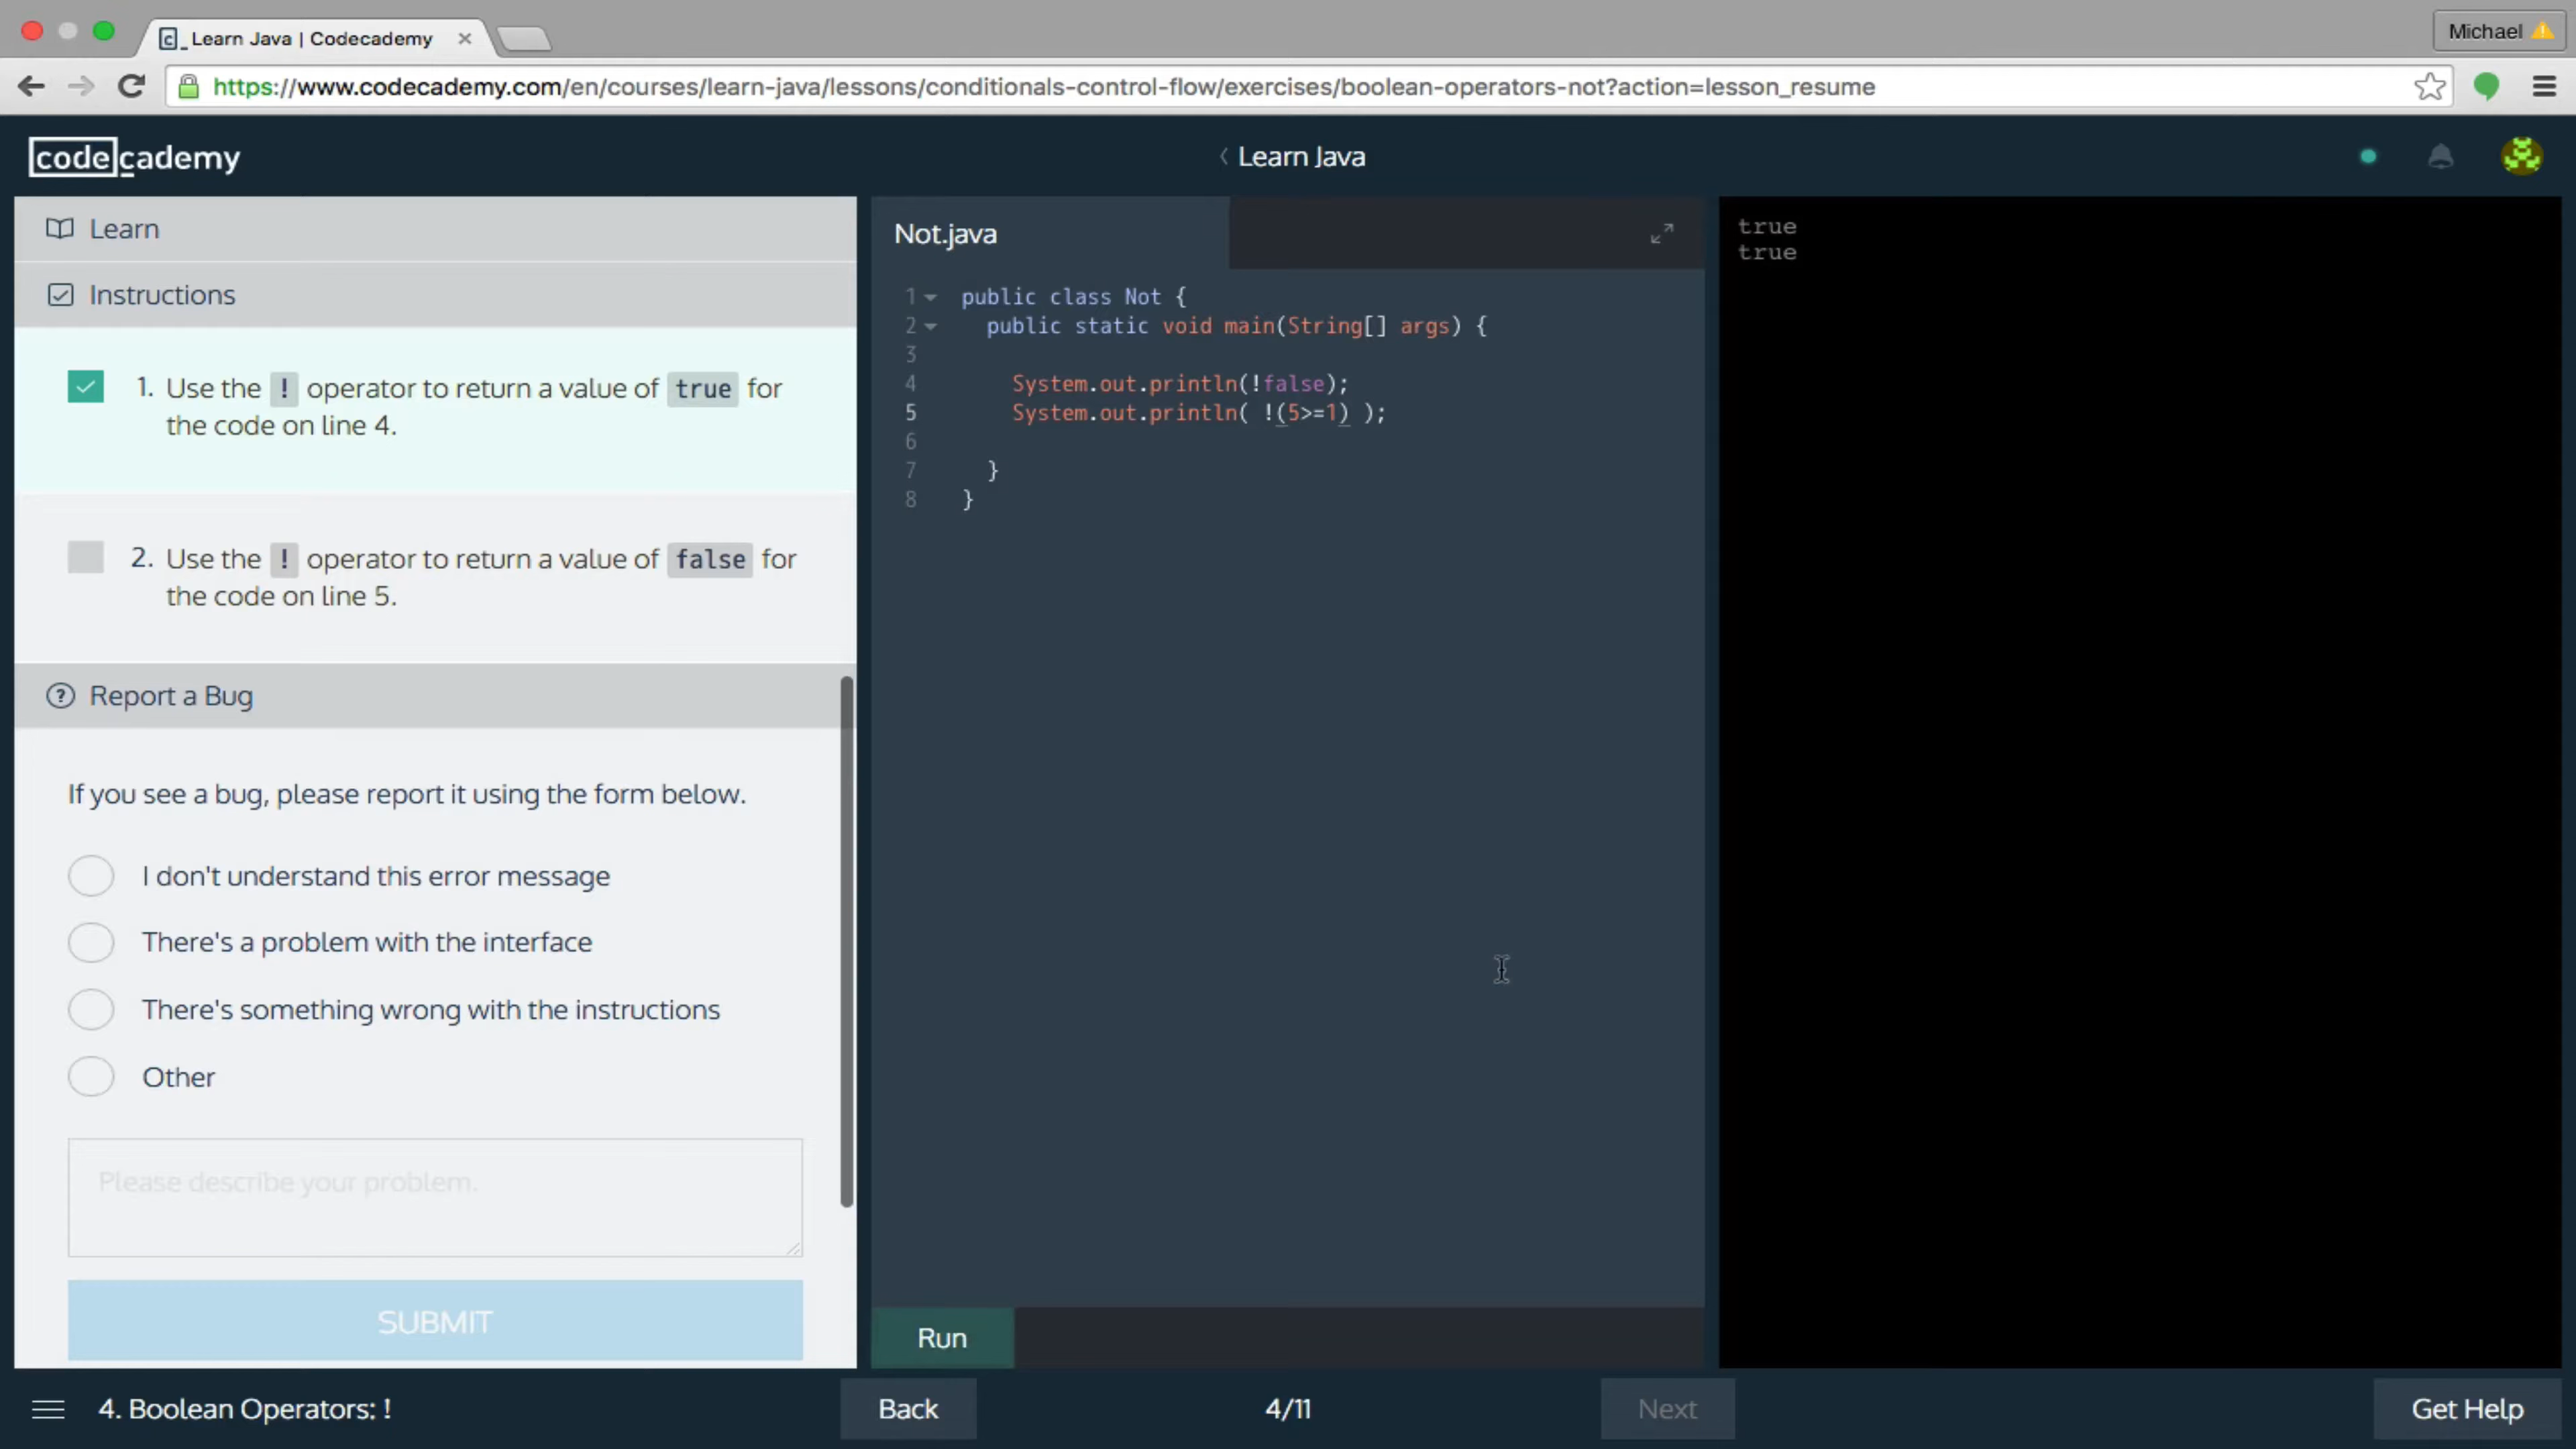 Learn Java | Codecademy
Michael
https://www.codecademy.com/en/courses/learn-java/lessons/conditionals-control-flow/exercises/boolean-operators-not?action=lesson_resume
codecademy
Learn Java
Learn
Instructions
1. Use the ! operator to return a value of true for
the code on line 4.
2. Use the ! operator to return a value of false for
the code on line 5.
Report a Bug
If you see a bug, please report it using the form below.
I don't understand this error message
There's a problem with the interface
There's something wrong with the instructions
Other
Please describe your problem.
SUBMIT
Not.java
1 public class Not {
2 public static void main(String[] args) {
3
4 System.out.println(!false);
5 System.out.println( !(5>=1) );
6
7 }
8 }
Run
true
true
4. Boolean Operators: !
Back
4/11
Next
Get Help